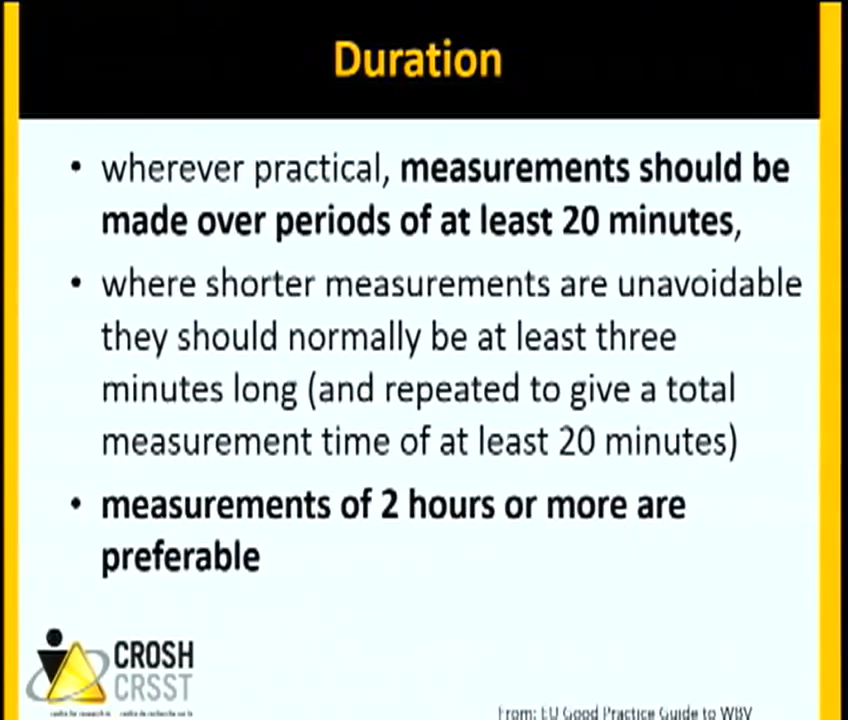 Duration
• wherever practical, measurements should be
made over periods of at least 20 minutes,
• where shorter measurements are unavoidable
they should normally be at least three
minutes long (and repeated to give a total
measurement time of at least 20 minutes)
• measurements of 2 hours or more are
preferable
CROSH
CRSST
From: EU Good Practice Guide to WBV